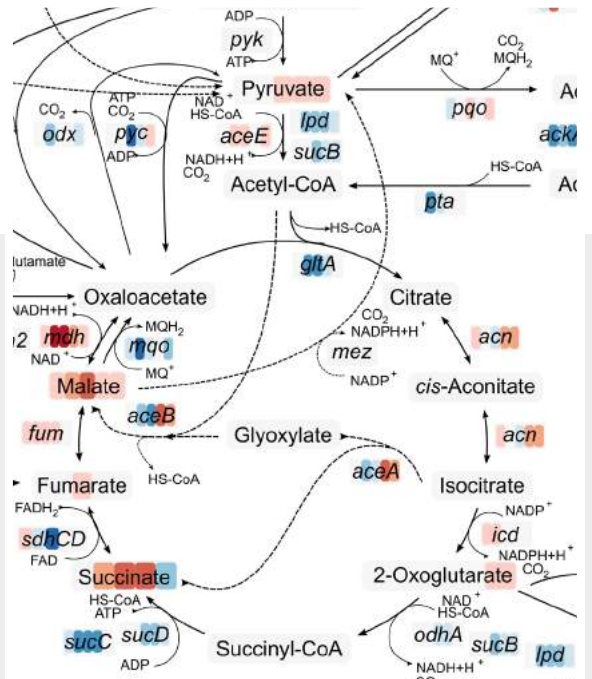 ADP
pyk
ATP
CO2
MQH2
MQ+
Pyruvate
pqo
Ac
CO2
odx
ATP
CO2
pyc
ADP
NAD+
HS-CoA
aceE
lpd
sucB
NADH+H+
CO2
ackA
Acetyl-CoA
HS-CoA
Ac
pta
HS-CoA
gltA
lutamate
Oxaloacetate
Citrate
NADH+H+
mdh
NAD+
MQH2
mqo
MQ+
CO2
NADPH+H+
mez
NADP+
acn
Malate
cis-Aconitate
aceB
fum
Glyoxylate
acn
HS-CoA
aceA
Fumarate
Isocitrate
FADH2
sdhCD
FAD
NADP+
icd
NADPH+H+
CO2
Succinate
2-Oxoglutarate
HS-CoA
ATP
sucC
sucD
ADP
Succinyl-CoA
NAD+
HS-CoA
odhA
sucB
lpd
NADH+H+